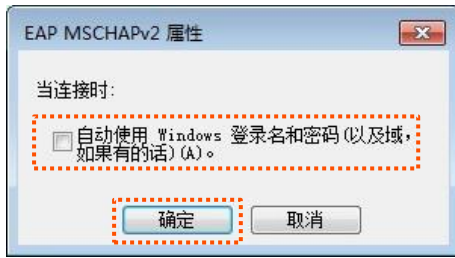 EAP MSCHAPv2 属性
当连接时:
自动使用 Windows 登录名和密码(以及域,
如果有的话)(A)。
确定
取消